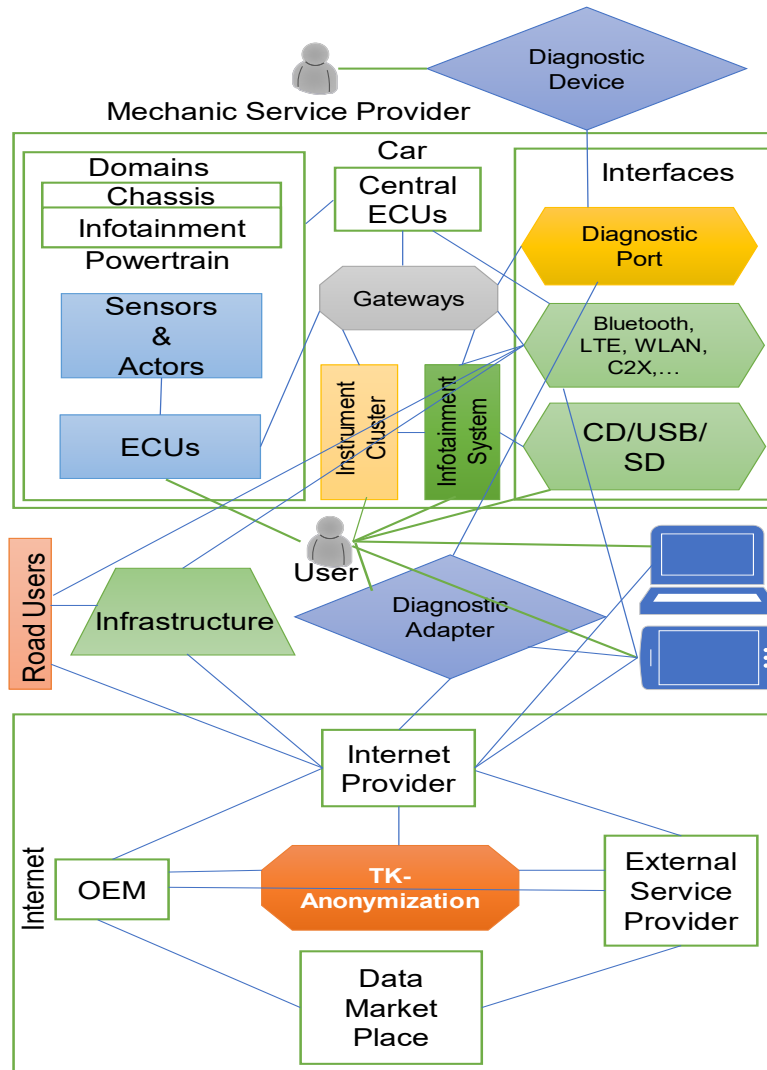 Diagnostic
Device
Mechanic Service Provider
Car
Domains
Chassis
Infotainment
Powertrain
Sensors
&
Actors
ECUs
Central
ECUs
Gateways
Instrument
Cluster
Infotainment
System
Interfaces
Diagnostic
Port
Bluetooth,
LTE, WLAN,
C2X,...
CD/USB/
SD
User
Road Users
Infrastructure
Diagnostic
Adapter
Internet
Internet
Provider
OEM
TK-
Anonymization
External
Service
Provider
Data
Market
Place